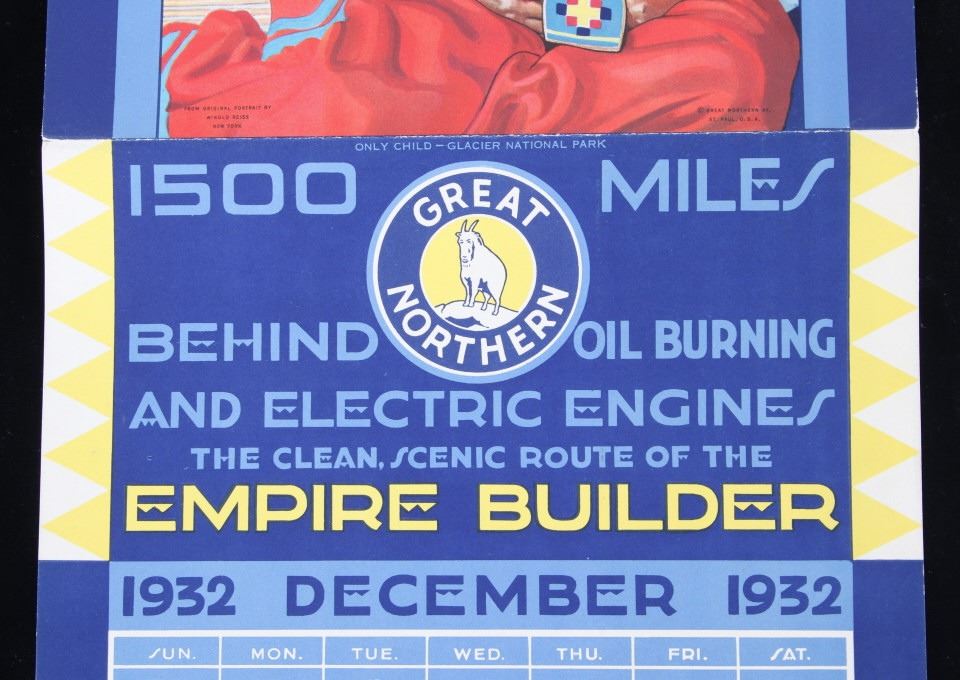 FROM ORIGINAL PORTRAIT BY
WINOLD REISS
NEW YORK
© GREAT NORTHERN RY.
ST. PAUL, U.S.A.
ONLY CHILD – GLACIER NATIONAL PARK
1500 MILES
GREAT
NORTHERN
BEHIND OIL BURNING
AND ELECTRIC ENGINES
THE CLEAN, SCENIC ROUTE OF THE
EMPIRE BUILDER
1932 DECEMBER 1932
SUN. MON. TUE. WED. THU. FRI. SAT.